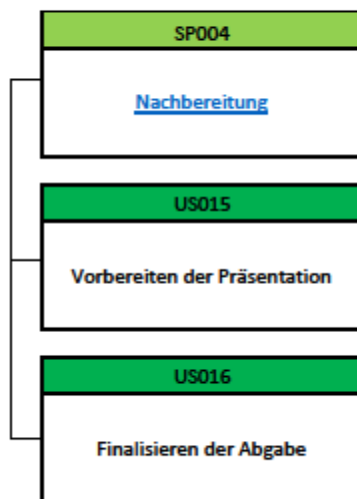 SP004
Nachbereitung
US015
Vorbereiten der Präsentation
US016
Finalisieren der Abgabe